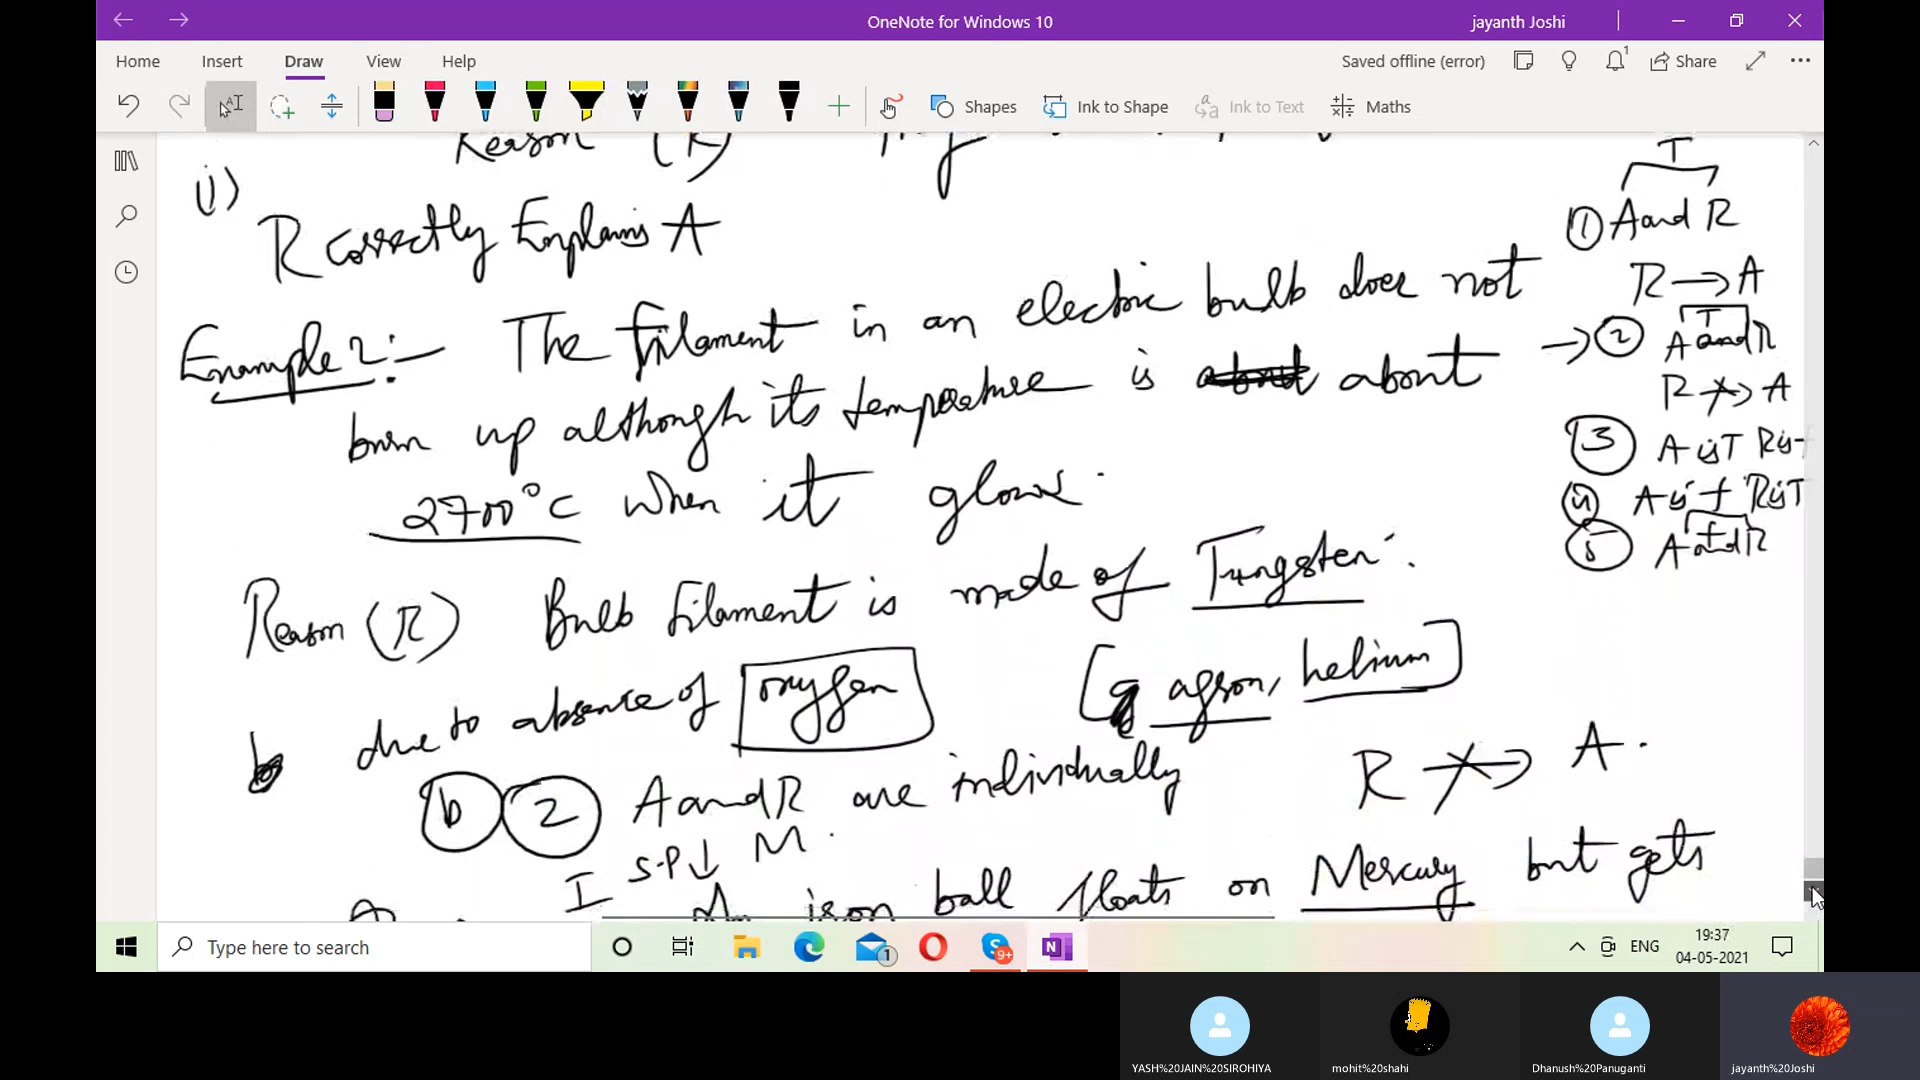 OneNote for Windows 10
jayanth Joshi
Home Insert Draw View Help
Saved offline (error)
1
Share
Shapes
Ink to Shape
Ink to Text
Maths
Reason (R)
(i)
R correctly Explains A
Example 2:- The filament in an electric bulb does not
burn up although its temperature is about
2700°C when it glows.
Reason (R) Bulb filament is made of Tungsten.
due to absence of oxygen [argon, helium]
b 2 A and R are individually R → A.
S.P↓ M
I
An iron ball floats on Mercury but gets
T
1 A and R
R → A
→ 2 A and R
T
R → A
3 A is T R is f
4 A is f R is T
5 A and R
f
Type here to search
1
9+
ENG
19:37
04-05-2021
YASH%20JAIN%20SIROHIYA
mohit%20shahi
Dhanush%20Panuganti
jayanth%20Joshi